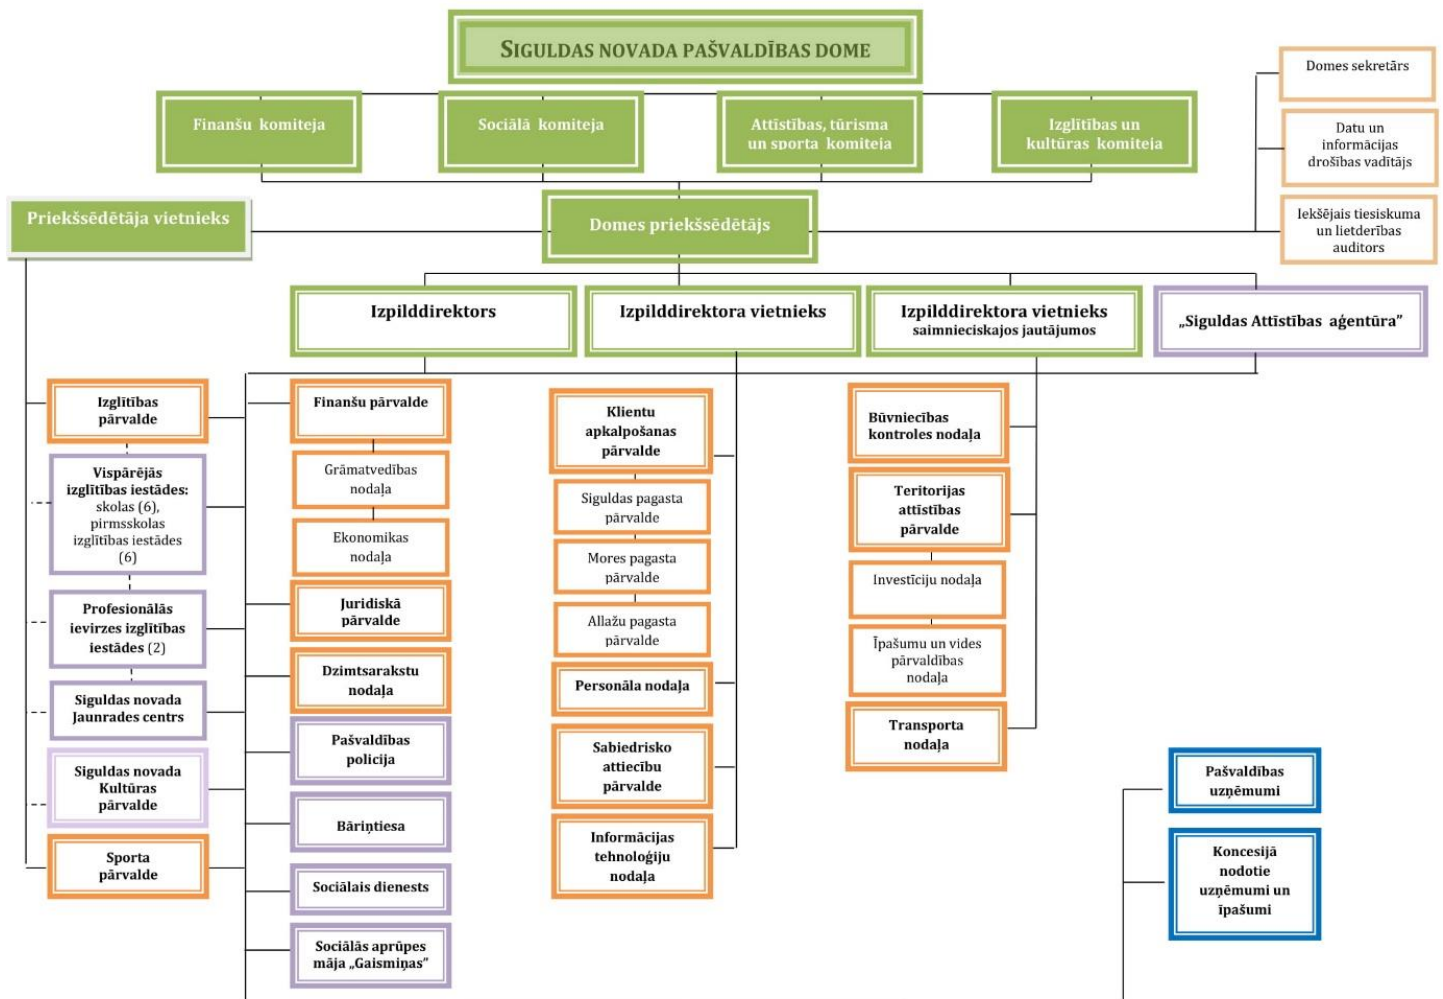 SIGULDAS NOVADA PAŠVALDĪBAS DOME
Domes sekretārs
Finanšu komiteja
Sociālā komiteja
Attīstības, tūrisma
un sporta komiteja
Izglītības un
kultūras komiteja
Datu un
informācijas
drošības vadītājs
Priekšsēdētāja vietnieks
Domes priekšsēdētājs
Iekšējais tiesiskuma
un lietderības
auditors
Izpilddirektors
Izpilddirektora vietnieks
Izpilddirektora vietnieks
saimnieciskajos jautājumos
„Siguldas Attīstības aģentūra”
Izglītības
pārvalde
Vispārējās
izglītības iestādes:
skolas (6),
pirmsskolas
izglītības iestādes
(6)
Profesionālās
ievirzes izglītības
iestādes (2)
Siguldas novada
Jaunrades centrs
Siguldas novada
Kultūras
pārvalde
Sporta
pārvalde
Finanšu pārvalde
Grāmatvedības
nodaļa
Ekonomikas
nodaļa
Juridiskā
pārvalde
Dzimtsarakstu
nodaļa
Pašvaldības
policija
Bāriņtiesa
Sociālais dienests
Sociālās aprūpes
māja „Gaismiņas”
Klientu
apkalpošanas
pārvalde
Siguldas pagasta
pārvalde
Mores pagasta
pārvalde
Allažu pagasta
pārvalde
Personāla nodaļa
Sabiedrisko
attiecību
pārvalde
Informācijas
tehnoloģiju
nodaļa
Būvniecības
kontroles nodaļa
Teritorijas
attīstības
pārvalde
Investīciju nodaļa
Īpašumu un vides
pārvaldības
nodaļa
Transporta
nodaļa
Pašvaldības
uzņēmumi
Koncesijā
nodotie
uzņēmumi un
īpašumi